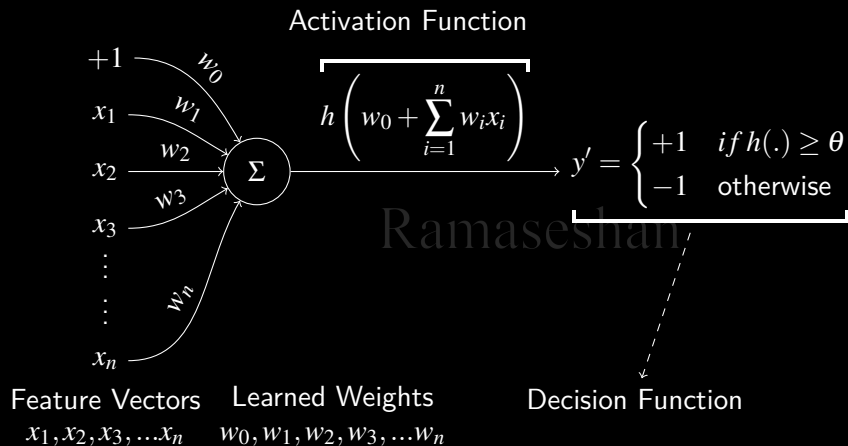 Activation Function
+1
w₀
h(w₀ + ∑ᵢ₌₁ⁿ wᵢxᵢ)
x₁
w₁
x₂
w₂
Σ
y′ = { +1 if h(.) ≥ θ
−1 otherwise
x₃
w₃
Ramaseshan
⋮
⋮
wₙ
xₙ
Feature Vectors
x₁, x₂, x₃, ...xₙ
Learned Weights
w₀, w₁, w₂, w₃, ...wₙ
Decision Function